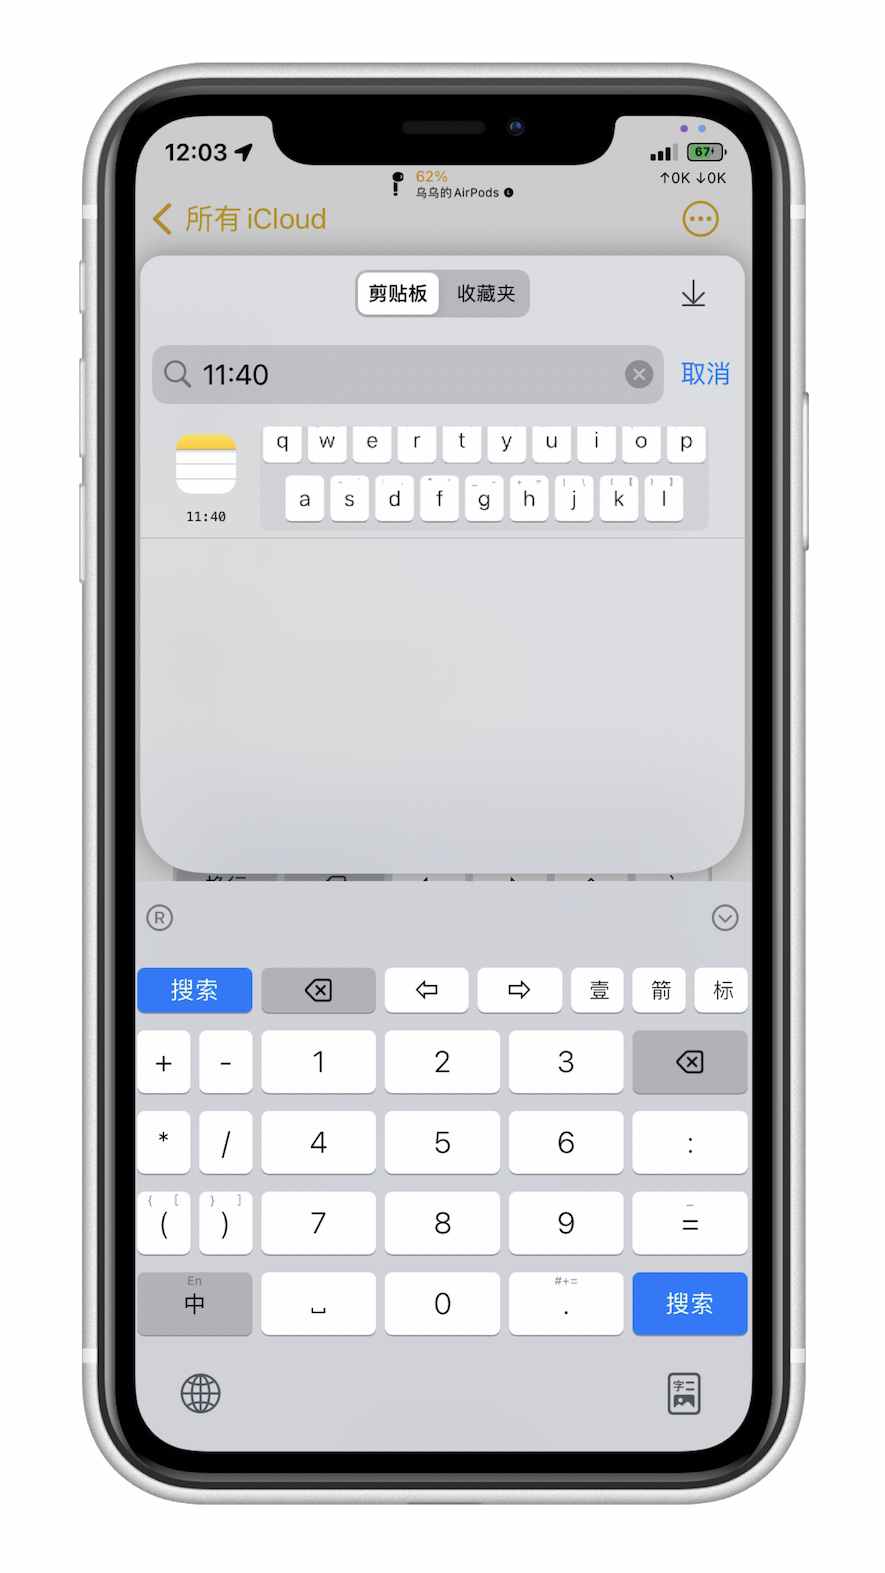 12:03
67
62%
乌乌的AirPods L
↑0K ↓0K
所有 iCloud
剪贴板 收藏夹
11:40 取消
q w e r t y u i o p
a s d f g h j k l
11:40
R
搜索 壹 箭 标
+ - 1 2 3
* / 4 5 6 :
{ [ } ] _
( ) 7 8 9 =
En #+=
中 ␣ 0 . 搜索
字